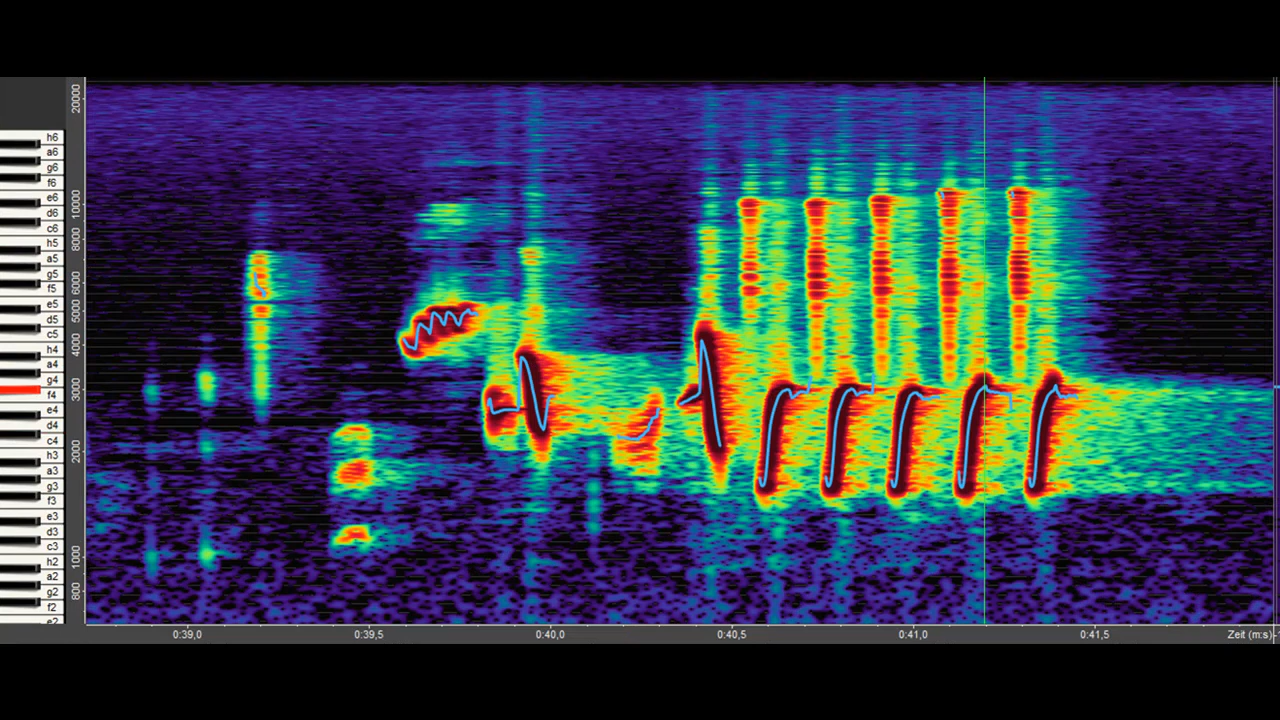 20000
10000
8000
6000
5000
4000
3000
2000
1000
800
h6
a6
g6
f6
e6
d6
c6
h5
a5
g5
f5
e5
d5
c5
h4
a4
g4
f4
e4
d4
c4
h3
a3
g3
f3
e3
d3
c3
h2
a2
g2
f2
e2
0:39,0 0:39,5 0:40,0 0:40,5 0:41,0 0:41,5 Zeit (m:s)